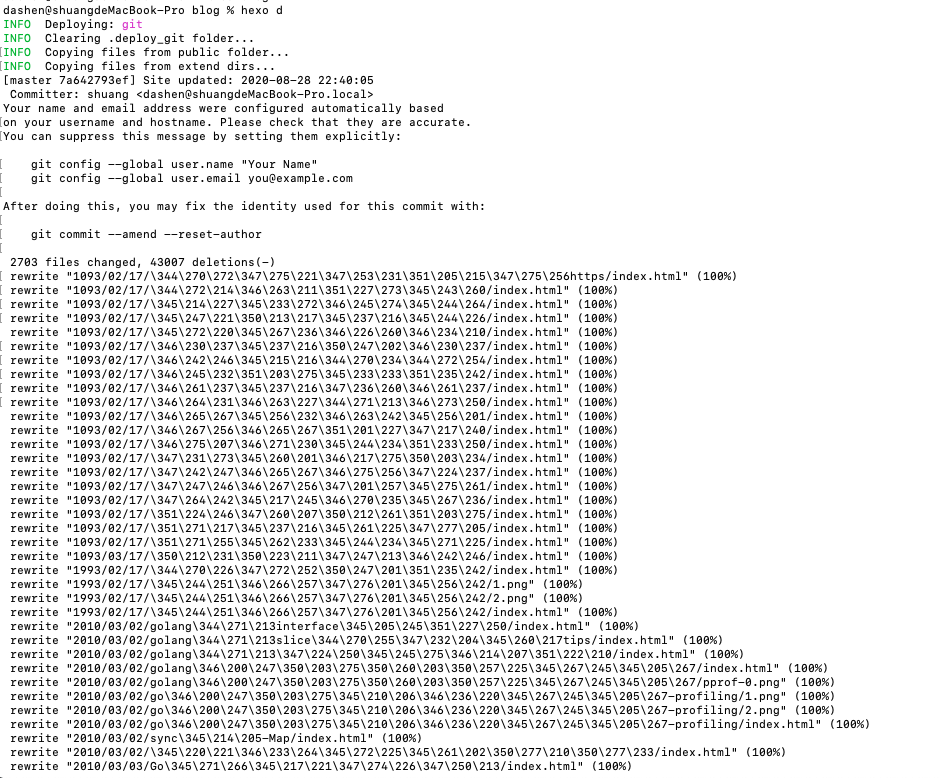 dashen@shuangdeMacBook-Pro blog % hexo d
INFO  Deploying: git
INFO  Clearing .deploy_git folder...
INFO  Copying files from public folder...
INFO  Copying files from extend dirs...
[master 7a642793ef] Site updated: 2020-08-28 22:40:05
 Committer: shuang <dashen@shuangdeMacBook-Pro.local>
Your name and email address were configured automatically based
on your username and hostname. Please check that they are accurate.
You can suppress this message by setting them explicitly:
    git config --global user.name "Your Name"
    git config --global user.email you@example.com
After doing this, you may fix the identity used for this commit with:
    git commit --amend --reset-author
 2703 files changed, 43007 deletions(-)
 rewrite "1093/02/17/\344\270\272\347\275\221\347\253\231\351\205\215\347\275\256https/index.html" (100%)
 rewrite "1093/02/17/\344\272\214\346\263\211\351\227\273\345\243\260/index.html" (100%)
 rewrite "1093/02/17/\345\214\227\345\233\272\346\245\274\345\244\264/index.html" (100%)
 rewrite "1093/02/17/\345\247\221\350\213\217\345\237\216\345\244\226/index.html" (100%)
 rewrite "1093/02/17/\345\272\220\345\267\236\346\226\260\346\234\210/index.html" (100%)
 rewrite "1093/02/17/\346\230\237\345\237\216\350\247\202\346\230\237/index.html" (100%)
 rewrite "1093/02/17/\346\242\246\345\215\216\344\270\234\344\272\254/index.html" (100%)
 rewrite "1093/02/17/\346\245\232\351\203\275\345\233\233\351\235\242/index.html" (100%)
 rewrite "1093/02/17/\346\261\237\345\237\216\347\236\260\346\261\237/index.html" (100%)
 rewrite "1093/02/17/\346\264\231\346\263\227\344\271\213\346\273\250/index.html" (100%)
 rewrite "1093/02/17/\346\265\267\345\256\232\346\263\242\345\256\201/index.html" (100%)
 rewrite "1093/02/17/\346\267\256\346\265\267\351\201\227\347\217\240/index.html" (100%)
 rewrite "1093/02/17/\346\275\207\346\271\230\345\244\234\351\233\250/index.html" (100%)
 rewrite "1093/02/17/\347\231\273\345\260\201\346\217\275\350\203\234/index.html" (100%)
 rewrite "1093/02/17/\347\242\247\346\265\267\346\275\256\347\224\237/index.html" (100%)
 rewrite "1093/02/17/\347\247\246\346\267\256\347\201\257\345\275\261/index.html" (100%)
 rewrite "1093/02/17/\347\264\242\345\217\245\346\270\235\345\267\236/index.html" (100%)
 rewrite "1093/02/17/\351\224\246\347\260\207\350\212\261\351\203\275/index.html" (100%)
 rewrite "1093/02/17/\351\271\217\345\237\216\345\261\225\347\277\205/index.html" (100%)
 rewrite "1093/02/17/\351\271\255\345\262\233\345\244\234\345\271\225/index.html" (100%)
 rewrite "1093/03/17/\350\212\231\350\223\211\347\247\213\346\242\246/index.html" (100%)
 rewrite "1993/02/17/\344\270\226\347\272\252\350\247\201\351\235\242/index.html" (100%)
 rewrite "1993/02/17/\345\244\251\346\266\257\347\276\201\345\256\242/1.png" (100%)
 rewrite "1993/02/17/\345\244\251\346\266\257\347\276\201\345\256\242/2.png" (100%)
 rewrite "1993/02/17/\345\244\251\346\266\257\347\276\201\345\256\242/index.html" (100%)
 rewrite "2010/03/02/golang\344\271\213interface\345\205\245\351\227\250/index.html" (100%)
 rewrite "2010/03/02/golang\344\271\213slice\344\270\255\347\232\204\345\260\217tips/index.html" (100%)
 rewrite "2010/03/02/golang\344\271\213\347\224\250\345\245\275\346\214\207\351\222\210/index.html" (100%)
 rewrite "2010/03/02/golang\346\200\247\350\203\275\350\260\203\350\257\225\345\267\245\345\205\267/index.html" (100%)
 rewrite "2010/03/02/golang\346\200\247\350\203\275\350\260\203\350\257\225\345\267\245\345\205\267/pprof-0.png" (100%)
 rewrite "2010/03/02/go\346\200\247\350\203\275\345\210\206\346\236\220\345\267\245\345\205\267-profiling/1.png" (100%)
 rewrite "2010/03/02/go\346\200\247\350\203\275\345\210\206\346\236\220\345\267\245\345\205\267-profiling/2.png" (100%)
 rewrite "2010/03/02/go\346\200\247\350\203\275\345\210\206\346\236\220\345\267\245\345\205\267-profiling/index.html" (100%)
 rewrite "2010/03/02/sync\345\214\205-Map/index.html" (100%)
 rewrite "2010/03/02/\345\220\221\346\233\264\345\272\225\345\261\202\350\277\210\350\277\233/index.html" (100%)
 rewrite "2010/03/03/Go\345\271\266\345\217\221\347\274\226\347\250\213/index.html" (100%)